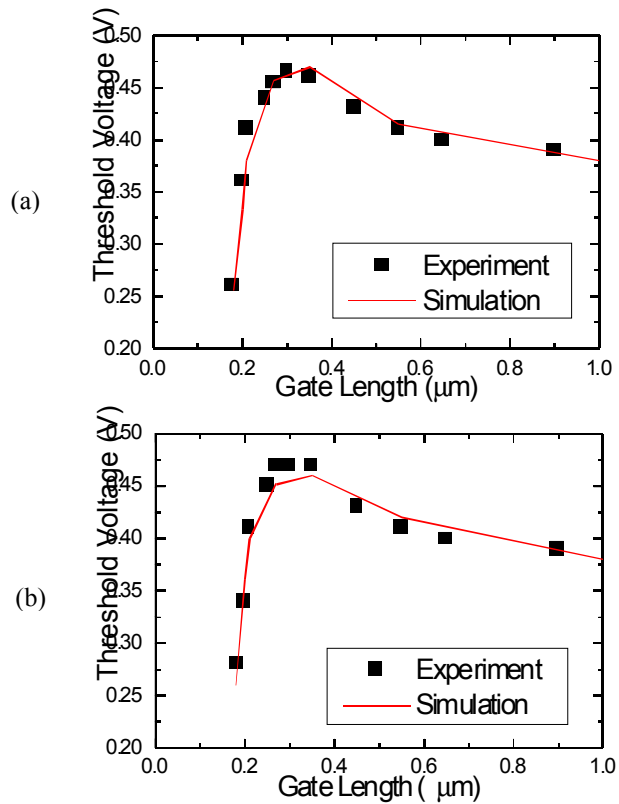 (a)
Threshold Voltage (V)
0.50
0.45
0.40
0.35
0.30
0.25
0.20
Experiment
Simulation
0.0 0.2 0.4 0.6 0.8 1.0
Gate Length (μm)
(b)
Threshold Voltage (V)
0.50
0.45
0.40
0.35
0.30
0.25
0.20
Experiment
Simulation
0.0 0.2 0.4 0.6 0.8 1.0
Gate Length ( μm)